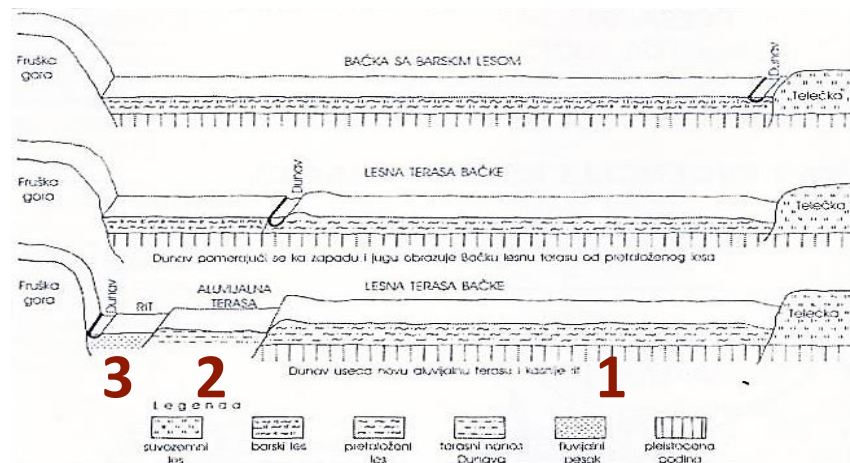 Fruška
gora
BAČKA SA BARSKIM LESOM
Dunav
Telečka
Fruška
gora
Dunav
LESNA TERASA BAČKE
Telečka
Dunav pomerajući se ka zapadu i jugu obrazuje Bačku lesnu terasu od pretaloženog lesa
Fruška
gora
Dunav
RIT
ALUVIJALNA
TERASA
LESNA TERASA BAČKE
Telečka
3
2
1
Dunav useca novu aluvijalnu terasu i kasnije rit
Legenda
suvozemni
les
barski les
pretaloženi
les
terasni nanos
Dunava
fluvijalni
pesak
pleistocena
podina